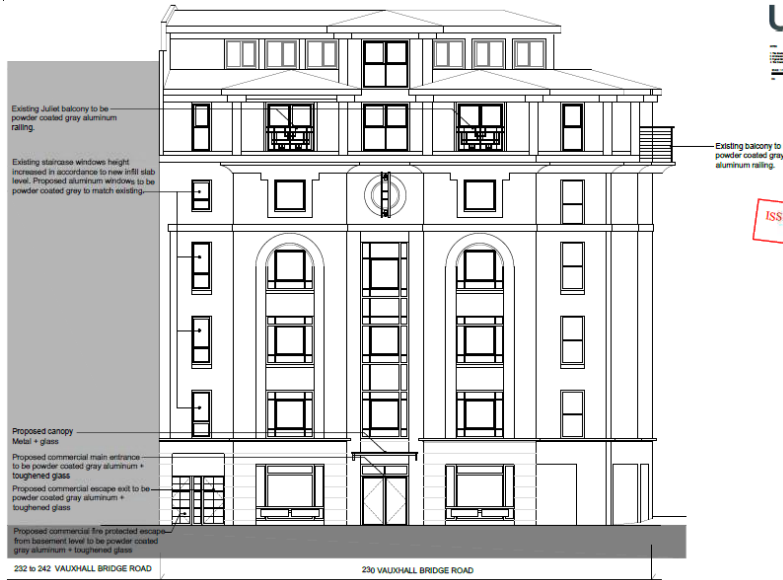 Existing Juliet balcony to be
powder coated gray aluminum
railing.
Existing balcony to
powder coated gray
aluminum railing.
Existing staircase windows height
increased in accordance to new infill slab
level. Proposed aluminum windows to be
powder coated grey to match existing.
ISS
Proposed canopy
Metal + glass
Proposed commercial main entrance
to be powder coated gray aluminum +
toughened glass
Proposed commercial escape exit to be
powder coated gray aluminum +
toughened glass
Proposed commercial fire protected escape
from basement level to be powder coated
gray aluminum + toughened glass
232 to 242 VAUXHALL BRIDGE ROAD
230 VAUXHALL BRIDGE ROAD